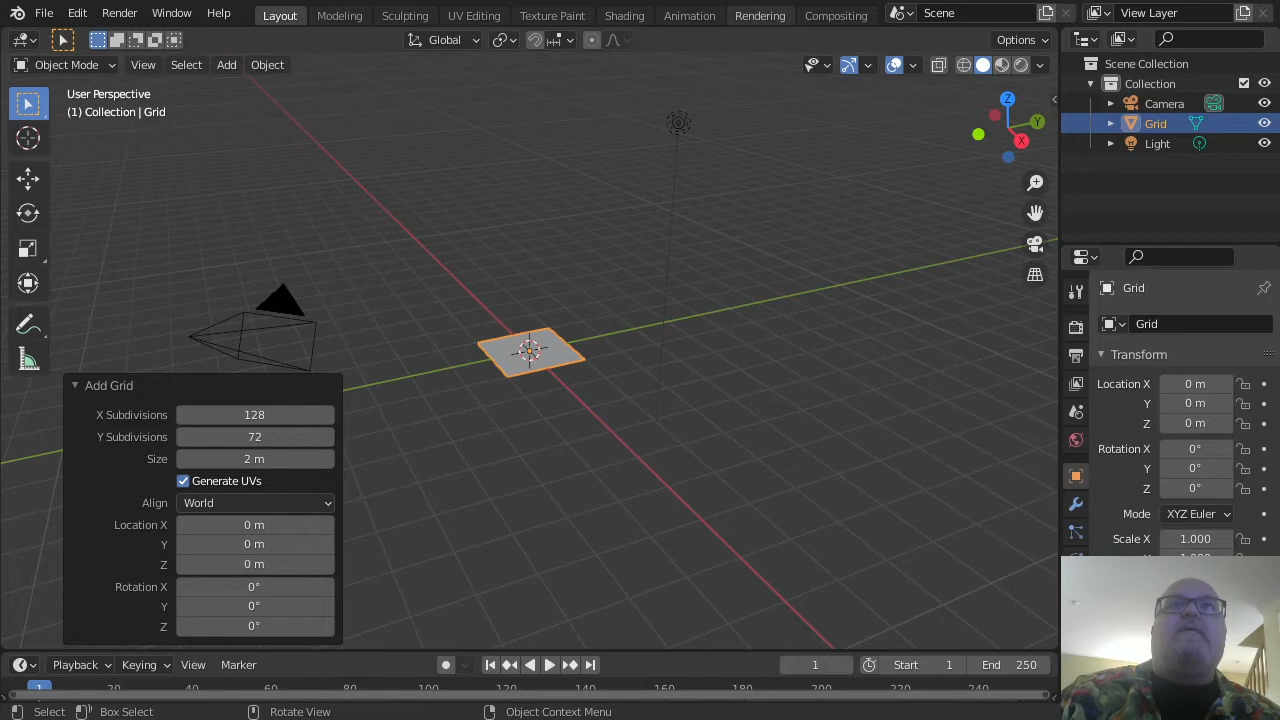 File Edit Render Window Help Layout Modeling Sculpting UV Editing Texture Paint Shading Animation Rendering Compositing Scene View Layer
Global Options
Object Mode View Select Add Object
User Perspective
(1) Collection | Grid
Z
Y
X
Scene Collection
Collection
Camera
Grid
Light
Grid
Grid
Transform
Location X 0 m
Y 0 m
Z 0 m
Rotation X 0°
Y 0°
Z 0°
Mode XYZ Euler
Scale X 1.000
Add Grid
X Subdivisions 128
Y Subdivisions 72
Size 2 m
Generate UVs
Align World
Location X 0 m
Y 0 m
Z 0 m
Rotation X 0°
Y 0°
Z 0°
Playback Keying View Marker 1 Start 1 End 250
1 20 40 60 80 100 120 140 160 180 200 220 240
Select Box Select Rotate View Object Context Menu